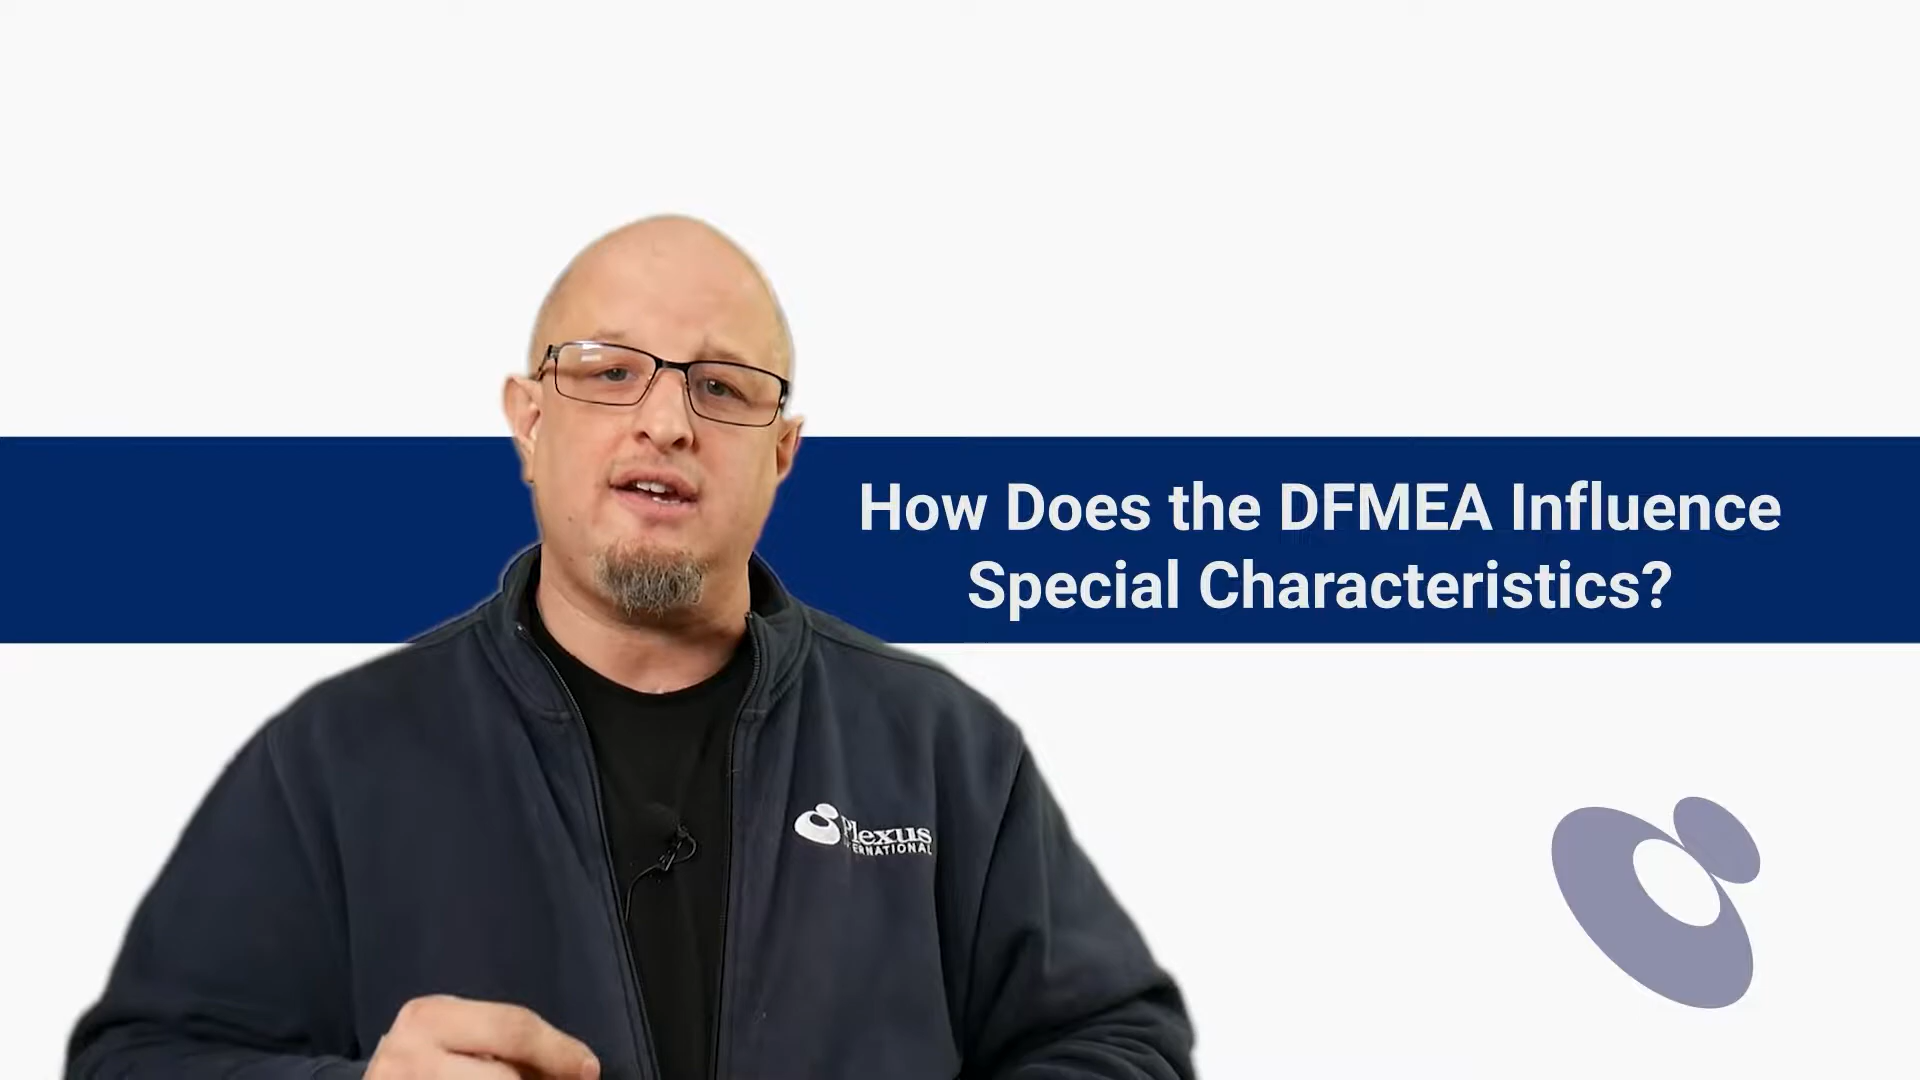 How Does the DFMEA Influence
Special Characteristics?
Plexus
INTERNATIONAL